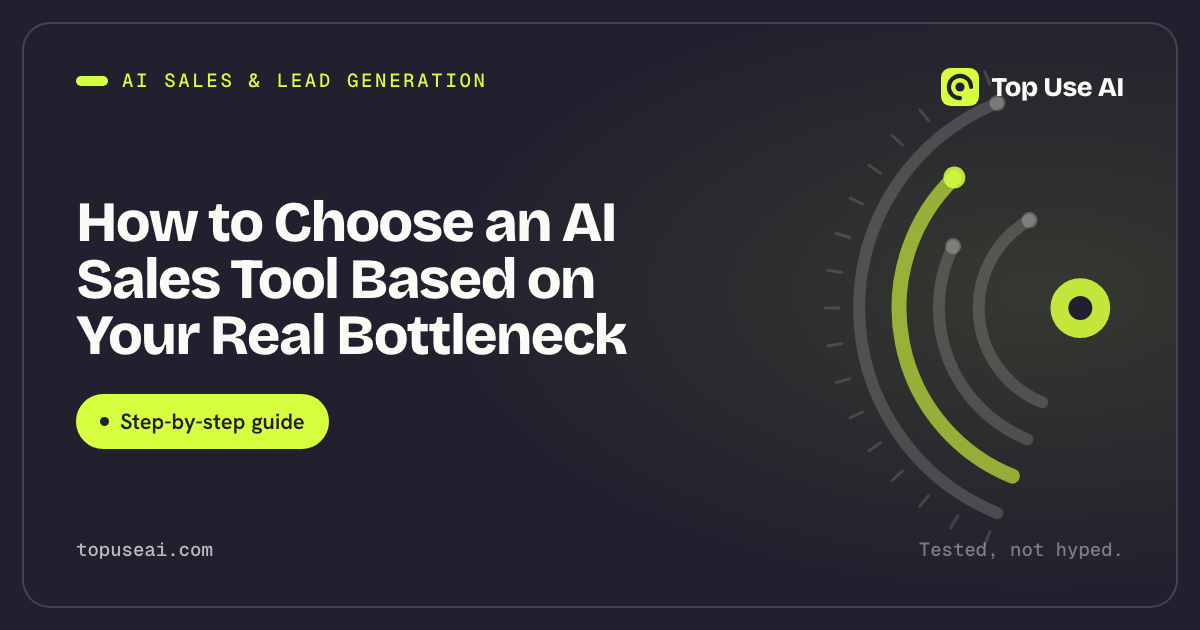 AI SALES & LEAD GENERATION
Top Use AI
How to Choose an AI
Sales Tool Based on
Your Real Bottleneck
Step-by-step guide
topuseai.com
Tested, not hyped.